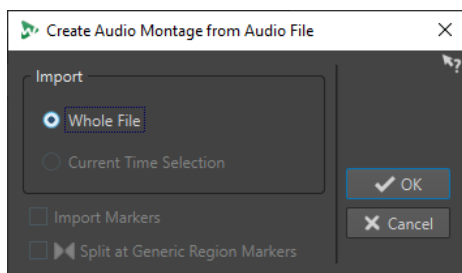 Create Audio Montage from Audio File
Import
Whole File
Current Time Selection
OK
Import Markers
Cancel
Split at Generic Region Markers